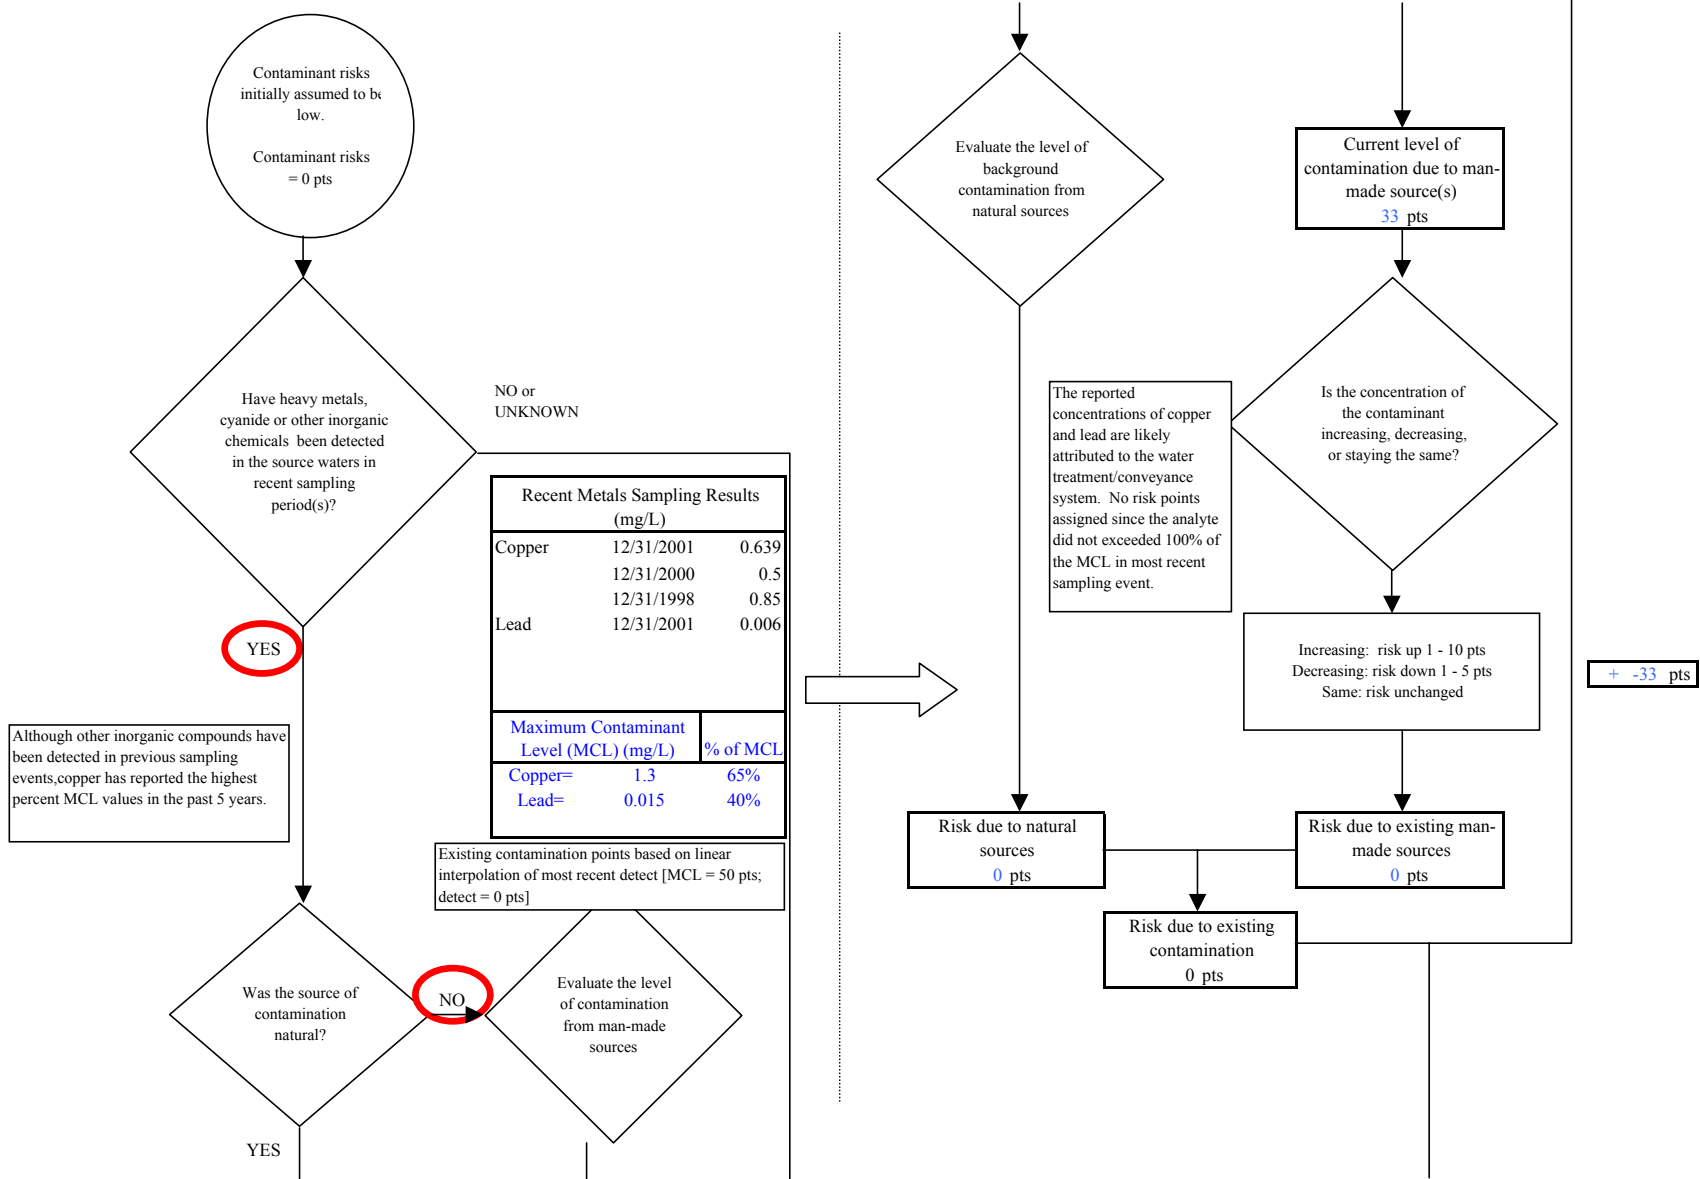 Contaminant risks
initially assumed to be
low.
Contaminant risks
= 0 pts
Have heavy metals,
cyanide or other inorganic
chemicals been detected
in the source waters in
recent sampling
period(s)?
NO or
UNKNOWN
YES
Recent Metals Sampling Results
(mg/L)
Copper 12/31/2001 0.639
12/31/2000 0.5
12/31/1998 0.85
Lead 12/31/2001 0.006
Maximum Contaminant
Level (MCL) (mg/L) % of MCL
Copper= 1.3 65%
Lead= 0.015 40%
Although other inorganic compounds have
been detected in previous sampling
events,copper has reported the highest
percent MCL values in the past 5 years.
Existing contamination points based on linear
interpolation of most recent detect [MCL = 50 pts;
detect = 0 pts]
Was the source of
contamination
natural?
NO
Evaluate the level
of contamination
from man-made
sources
YES
Evaluate the level of
background
contamination from
natural sources
Current level of
contamination due to man-
made source(s)
33 pts
The reported
concentrations of copper
and lead are likely
attributed to the water
treatment/conveyance
system. No risk points
assigned since the analyte
did not exceeded 100% of
the MCL in most recent
sampling event.
Is the concentration of
the contaminant
increasing, decreasing,
or staying the same?
Increasing: risk up 1 - 10 pts
Decreasing: risk down 1 - 5 pts
Same: risk unchanged
+ -33 pts
Risk due to natural
sources
0 pts
Risk due to existing man-
made sources
0 pts
Risk due to existing
contamination
0 pts